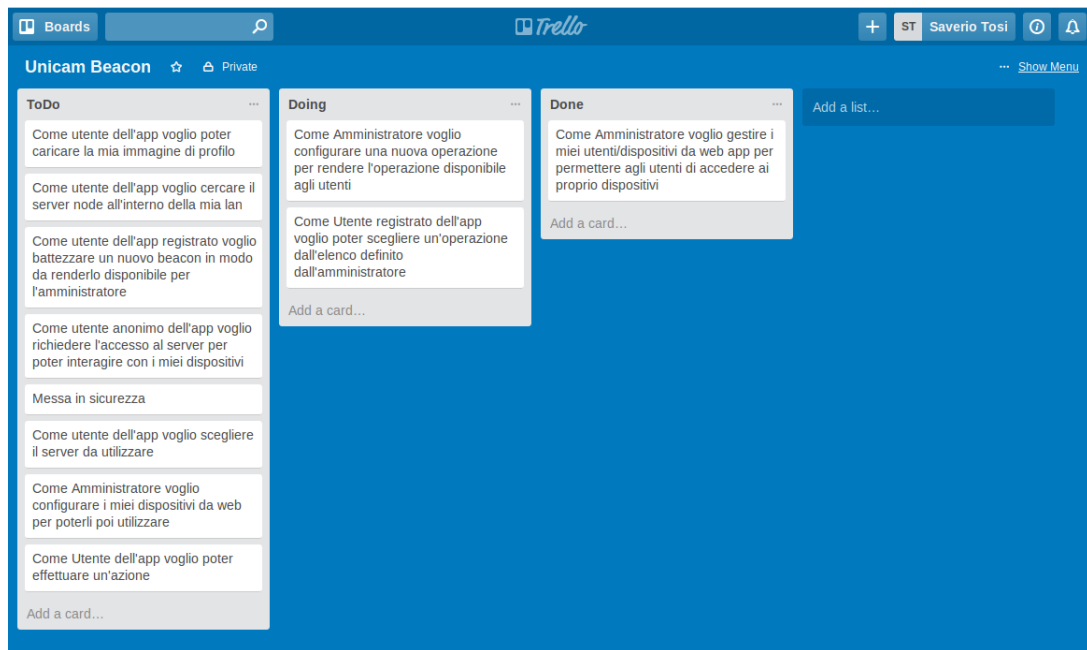 Boards
Trello
ST Saverio Tosi
Unicam Beacon
Private
... Show Menu
ToDo
Come utente dell'app voglio poter
caricare la mia immagine di profilo
Come utente dell'app voglio cercare il
server node all'interno della mia lan
Come utente dell'app registrato voglio
battezzare un nuovo beacon in modo
da renderlo disponibile per
l'amministratore
Come utente anonimo dell'app voglio
richiedere l'accesso al server per
poter interagire con i miei dispositivi
Messa in sicurezza
Come utente dell'app voglio scegliere
il server da utilizzare
Come Amministratore voglio
configurare i miei dispositivi da web
per poterli poi utilizzare
Come Utente dell'app voglio poter
effettuare un'azione
Add a card...
Doing
Come Amministratore voglio
configurare una nuova operazione
per rendere l'operazione disponibile
agli utenti
Come Utente registrato dell'app
voglio poter scegliere un'operazione
dall'elenco definito
dall'amministratore
Add a card...
Done
Come Amministratore voglio gestire i
miei utenti/dispositivi da web app per
permettere agli utenti di accedere ai
proprio dispositivi
Add a card...
Add a list...